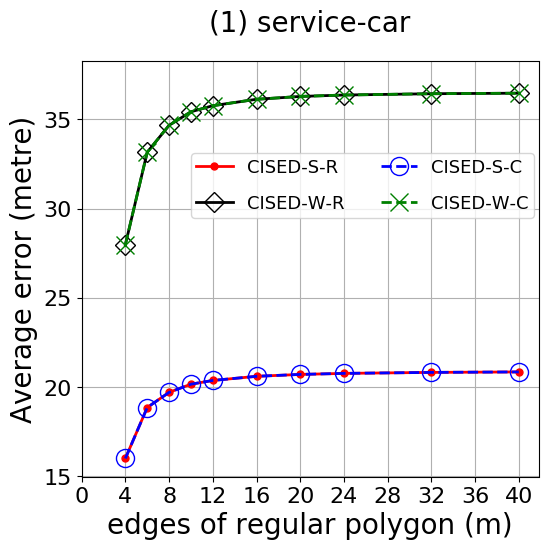 (1) service-car
Average error (metre)
35
30
25
20
15
CISED-S-R
CISED-S-C
CISED-W-R
CISED-W-C
0 4 8 12 16 20 24 28 32 36 40
edges of regular polygon (m)